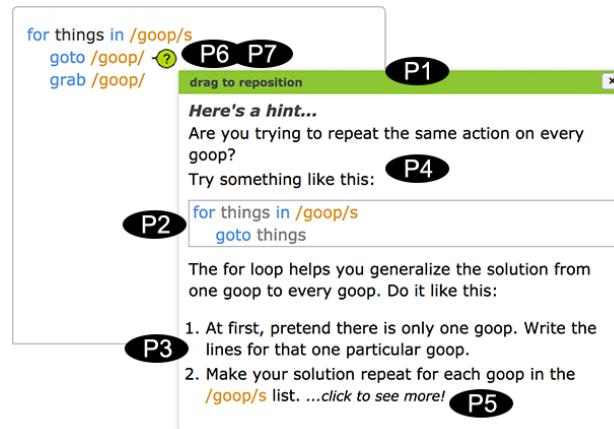 for things in /goop/s
goto /goop/ ? P6 P7
grab /goop/
P1
drag to reposition x
Here's a hint...
Are you trying to repeat the same action on every
goop?
P4
Try something like this:
P2
for things in /goop/s
goto things
The for loop helps you generalize the solution from
one goop to every goop. Do it like this:
1. At first, pretend there is only one goop. Write the
P3
lines for that one particular goop.
2. Make your solution repeat for each goop in the
/goop/s list. ...click to see more! P5